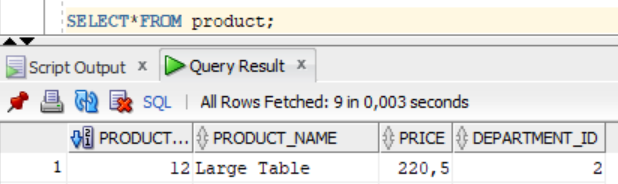 SELECT*FROM product;
Script Output x Query Result x
SQL | All Rows Fetched: 9 in 0,003 seconds
PRODUCT... PRODUCT_NAME PRICE DEPARTMENT_ID
1 12 Large Table 220,5 2